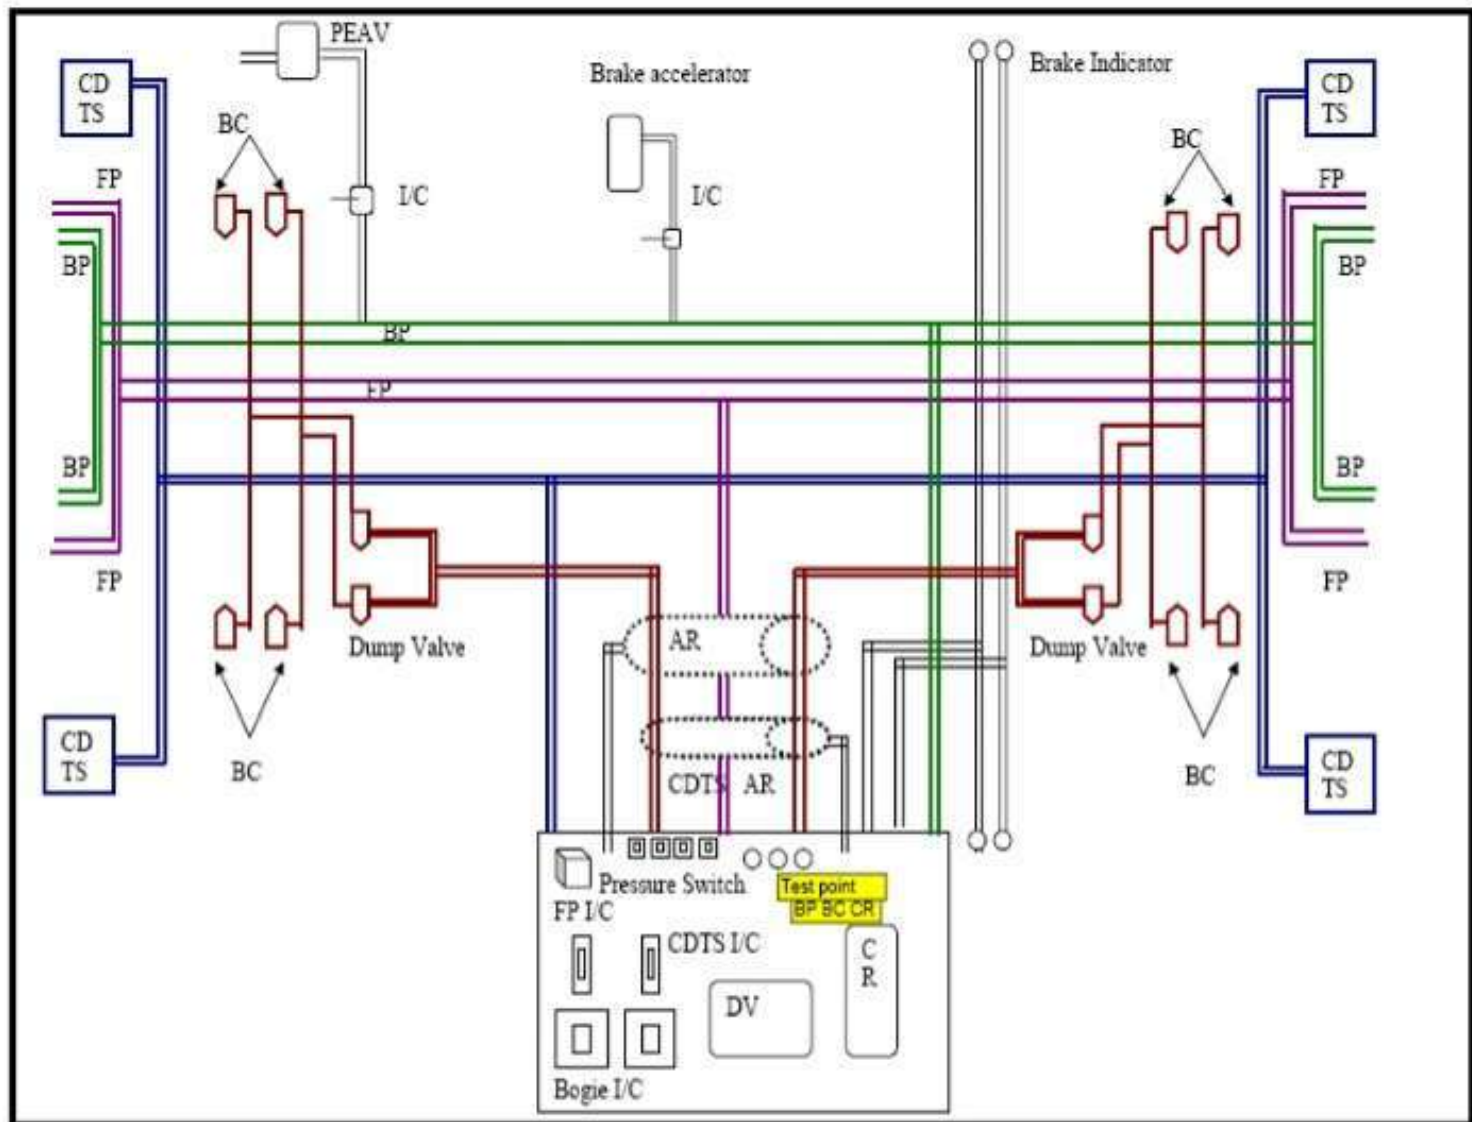 PEAV
Brake accelerator
Brake Indicator
CD
TS
CD
TS
BC
BC
FP
I/C
I/C
FP
BP
BP
BP
FP
BP
BP
FP
FP
Dump Valve
AR
Dump Valve
CD
TS
BC
CDTS AR
BC
CD
TS
Pressure Switch
Test point
BP BC CR
FP I/C
CDTS I/C
C
R
DV
Bogie I/C